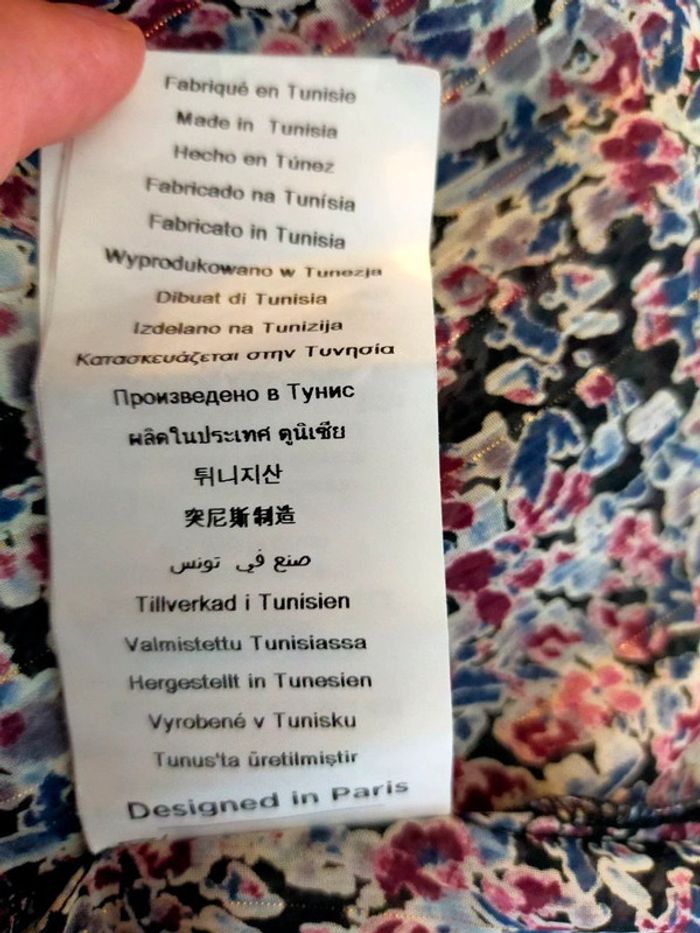 Fabriqué en Tunisie
Made in Tunisia
Hecho en Túnez
Fabricado na Tunísia
Fabricato in Tunisia
Wyprodukowano w Tunezja
Dibuat di Tunisia
Izdelano na Tunizija
Κατασκευάζεται στην Τυνησία
Произведено в Тунис
ผลิตในประเทศ ตูนิเซีย
튀니지산
突尼斯制造
صنع في تونس
Tillverkad i Tunisien
Valmistettu Tunisiassa
Hergestellt in Tunesien
Vyrobené v Tunisku
Tunus'ta üretilmiştir
Designed in Paris